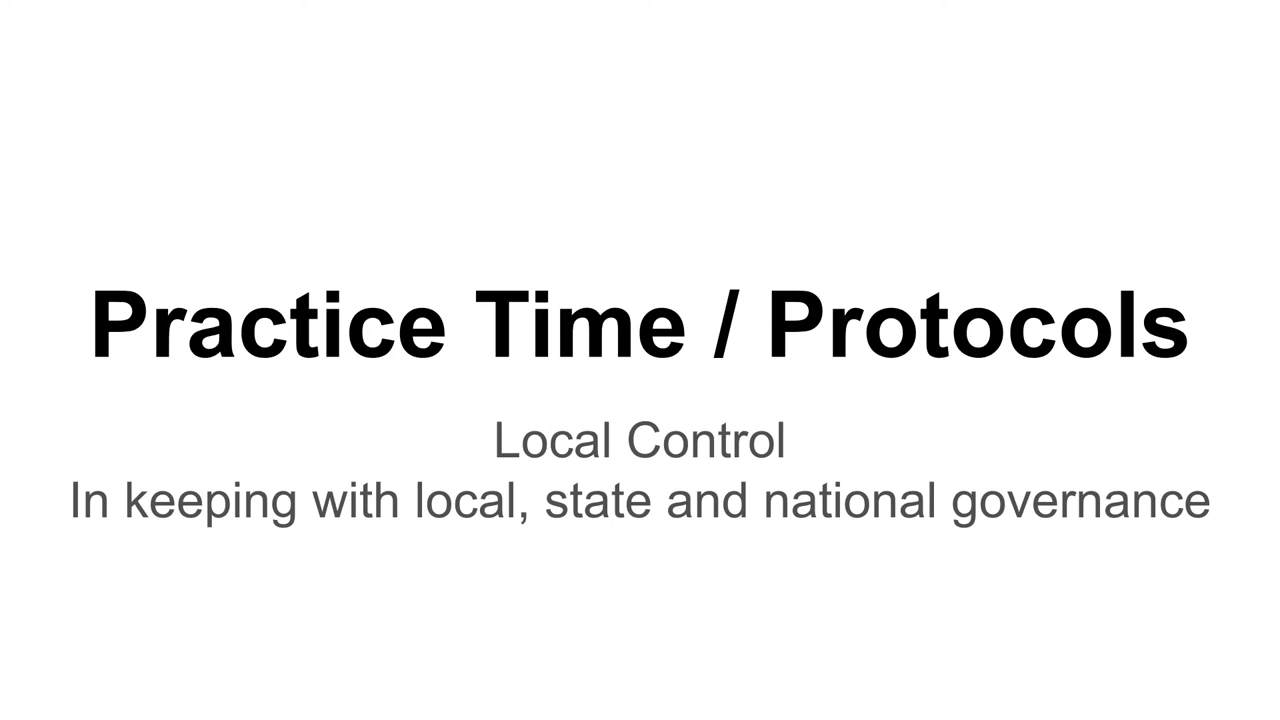 Practice Time / Protocols
Local Control
In keeping with local, state and national governance